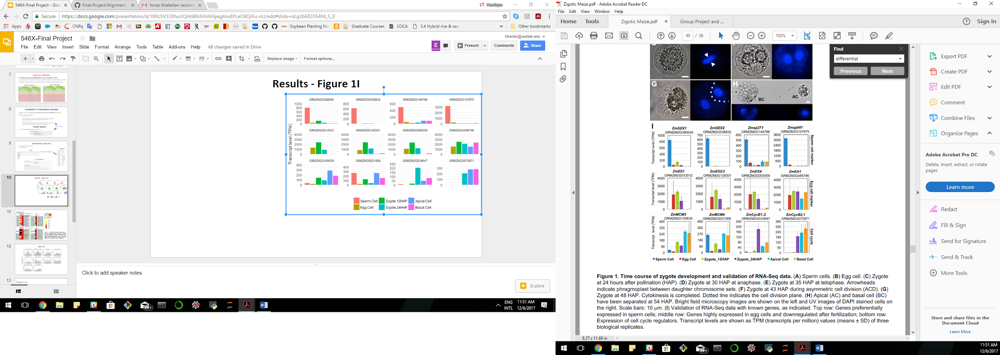 546X-Final Project - Goo
Final-Project/Alignment.r
Yones Khaledian recomm
Henrique
Secure
https://docs.google.com/presentation/d/1BXc5V33XhuUQHdiB65HJAF6jegjtnuEPLeOXQrFu-oU/edit#slide=id.g2b68355404_5_0
Apps
CNPq
Soybean Planting Ma
Graduate Courses
COCA
3.4 Hybrid rice & see
»
Other bookmarks
546X-Final Project
htrentin@iastate.edu
File Edit View Insert Slide Format Arrange Tools Table Add-ons Help All changes saved in Drive
E
Present
Comments
Share
Replace image
Format options...
7
QUALITY CONTROL
Before Trimming
After Trimming
8
ALIGNMENT TO REFERENCE GENOME
COUNT READS
9
DIFFERENTIAL ANALYSIS
10
Results - Figure 1I
11
Figure 2
12
Figure S1
13
Results - Figure 1I
GRMZM2G388045 GRMZM2G036832 GRMZM2G146786 GRMZM2G157675
1000 800 600 400 200 0
800 600 400 200 0
600 400 200 0
3000 2000 1000 0
GRMZM2G012012 GRMZM2G128301 GRMZM2G009359 GRMZM2G456746
4000 3000 2000 1000 0
4000 3000 2000 1000 0
4000 3000 2000 1000 0
4000 3000 2000 1000 0
GRMZM2G100639 GRMZM2G021069 GRMZM2G034647 GRMZM2G073671
400 300 200 100 0
400 300 200 100 0
250 200 150 100 50 0
300 200 100 0
Transcript level (TPM)
Sperm.Cell Zygote.12HAP Apical.Cell
Egg.Cell Zygote.24HAP Basal.Cell
Click to add speaker notes
Explore
99+
ENG
INTL
11:51 AM
12/6/2017
Zigotic Maize.pdf - Adobe Acrobat Reader DC
File Edit View Window Help
Home Tools
Zigotic Maize.pdf ×
Group Project and ...
Sign In
40 / 56
103%
Find
differential
Previous Next
G
H
BC
AC
I
ZmGEX1 ZmGEX2 Zmsp271 Zmsp041
GRMZM2G388045 GRMZM2G036832 GRMZM2G146786 GRMZM2G157675
Transcript level (TPM)
1000 800 600 400 200 0
700 600 500 400 300 200 100 0
600 500 400 300 200 100 0
3600 3000 2400 1800 1200 600 0
Sperm cell marker
ZmES1 ZmES2/3 ZmES4 ZmEA1
GRMZM2G012012 GRMZM2G128301 GRMZM2G009359 GRMZM2G456746
Transcript level (TPM)
4000 3000 2000 1000 0
4000 3000 2000 1000 0
4000 3000 2000 1000 0
4000 3000 2000 1000 0
Egg cell marker
ZmMCM3 ZmMCM6 ZmCycB1;2 ZmCycB2;1
GRMZM2G100639 GRMZM2G021069 GRMZM2G034647 GRMZM2G073671
Transcript level (TPM)
400 320 240 160 80 0
450 360 270 180 90 0
240 200 160 120 80 40 0
360 300 240 180 120 60 0
Cell cycle
Sperm Cell Egg Cell Zygote_12HAP Zygote_24HAP Apical Cell Basal Cell
Figure 1. Time course of zygote development and validation of RNA-Seq data. (A) Sperm cells. (B) Egg cell. (C) Zygote
at 24 hours after pollination (HAP). (D) Zygote at 30 HAP at anaphase. (E) Zygote at 35 HAP at telophase. Arrowheads
indicate phragmoplast between daughter chromosome sets. (F) Zygote at 43 HAP during asymmetric cell division (ACD). (G)
Zygote at 48 HAP. Cytokinesis is completed. Dotted line indicates the cell division plane. (H) Apical (AC) and basal cell (BC)
have been separated at 54 HAP. Bright field microscopy images are shown on the left and UV images of DAPI stained cells on
the right. Scale bars: 10 µm. (I) Validation of RNA-Seq data with known genes, as indicated. Top row: Genes preferentially
expressed in sperm cells; middle row: Genes highly expressed in egg cells and downregulated after fertilization; bottom row:
Expression of cell cycle regulators. Transcript levels are shown as TPM (transcripts per million) values (means ± SD) of three
biological replicates.
8.27 x 11.69 in
Export PDF
Create PDF
Edit PDF
Comment
Combine Files
Organize Pages
Adobe Acrobat Pro DC
Delete, insert, extract, or rotate
pages
Learn more
Redact
Fill & Sign
Send for Signature
Send & Track
More Tools
Store and share files in the
Document Cloud
Learn More
99+
11:51 AM
12/6/2017